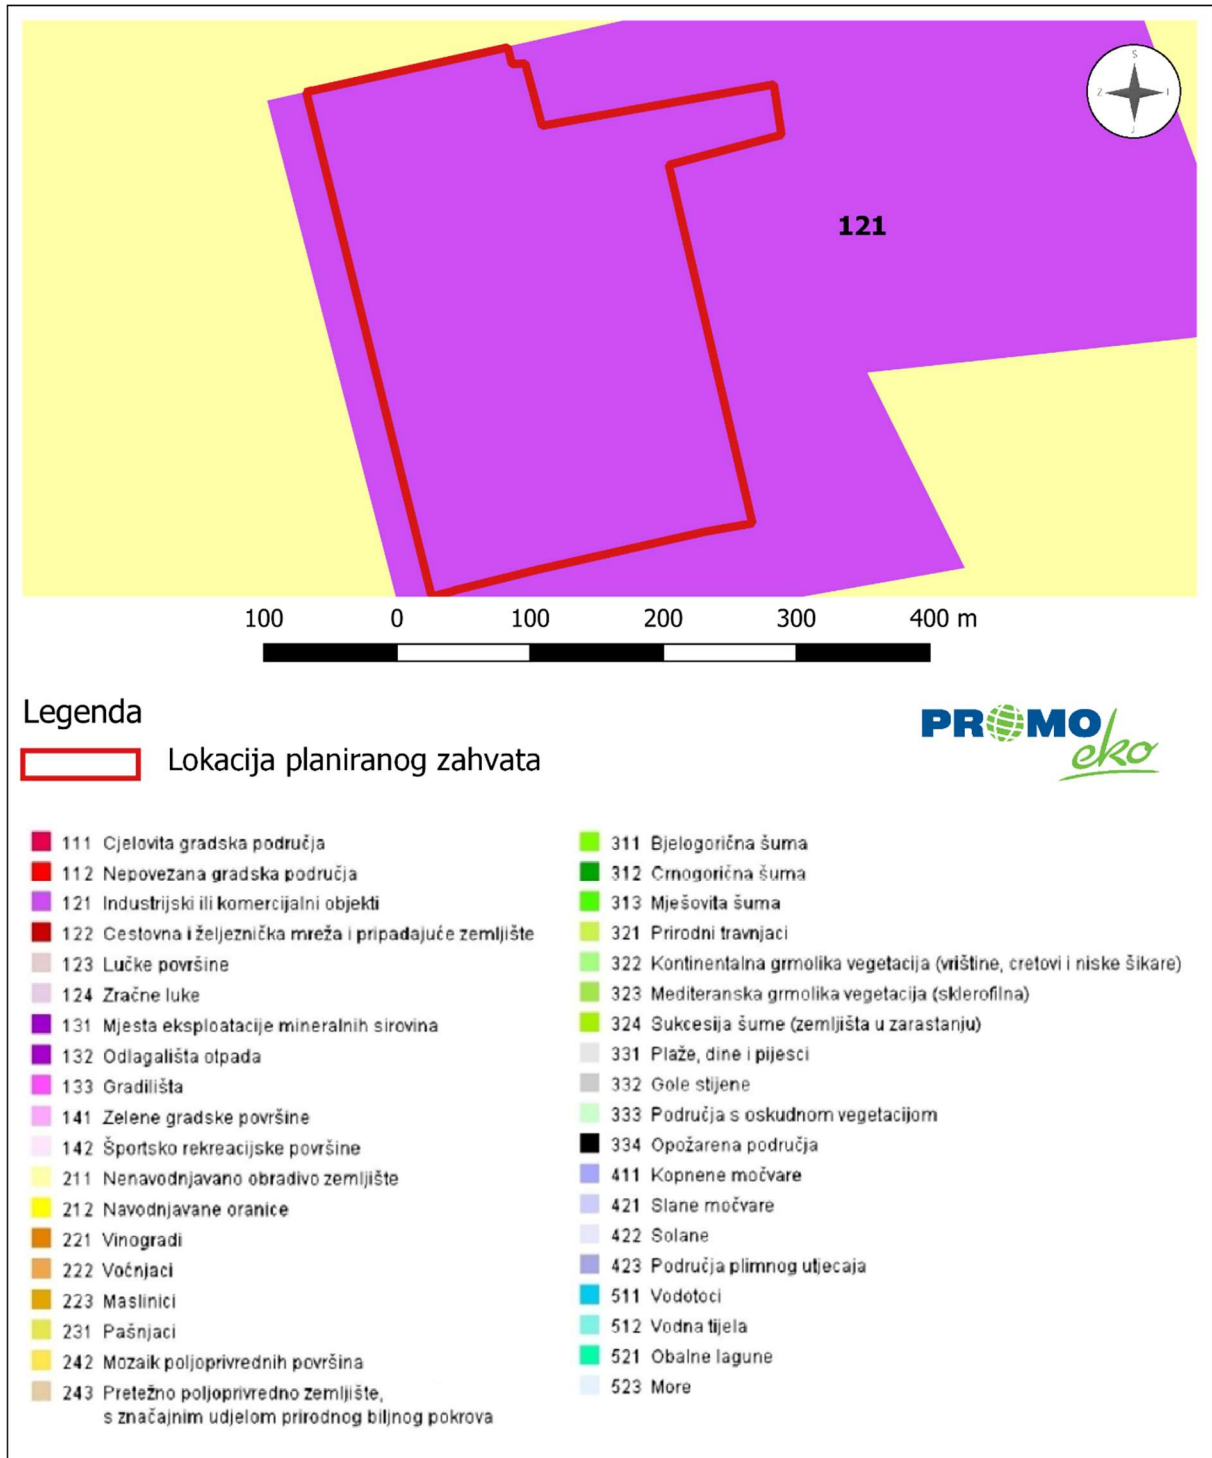 S
Z I
J
121
100 0 100 200 300 400 m
Legenda
PROMO
eko
Lokacija planiranog zahvata
111 Cjelovita gradska područja
112 Nepovezana gradska područja
121 Industrijski ili komercijalni objekti
122 Cestovna i željeznička mreža i pripadajuće zemljište
123 Lučke površine
124 Zračne luke
131 Mjesta eksploatacije mineralnih sirovina
132 Odlagališta otpada
133 Gradilišta
141 Zelene gradske površine
142 Športsko rekreacijske površine
211 Nenavodnjavano obradivo zemljište
212 Navodnjavane oranice
221 Vinogradi
222 Voćnjaci
223 Maslinici
231 Pašnjaci
242 Mozaik poljoprivrednih površina
243 Pretežno poljoprivredno zemljište,
s značajnim udjelom prirodnog biljnog pokrova
311 Bjelogorična šuma
312 Crnogorična šuma
313 Mješovita šuma
321 Prirodni travnjaci
322 Kontinentalna grmolika vegetacija (vrištine, cretovi i niske šikare)
323 Mediteranska grmolika vegetacija (sklerofilna)
324 Sukcesija šume (zemljišta u zarastanju)
331 Plaže, dine i pijesci
332 Gole stijene
333 Područja s oskudnom vegetacijom
334 Opožarena područja
411 Kopnene močvare
421 Slane močvare
422 Solane
423 Područja plimnog utjecaja
511 Vodotoci
512 Vodna tijela
521 Obalne lagune
523 More